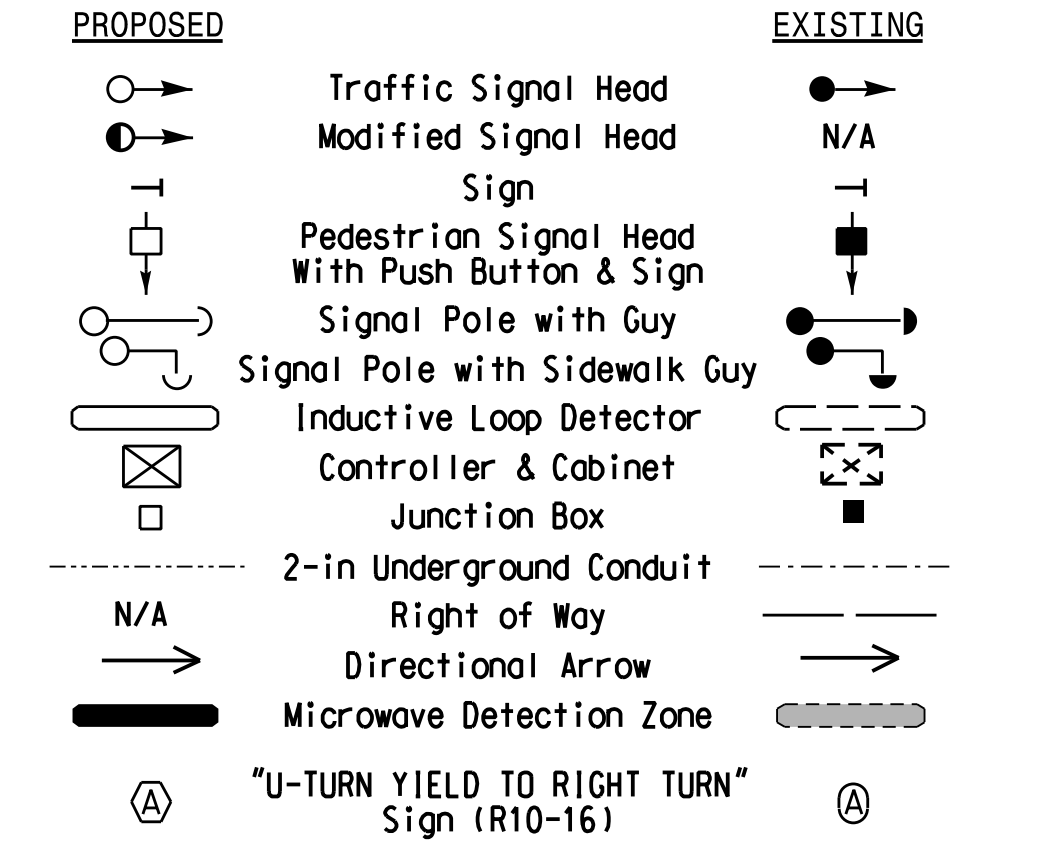 PROPOSED EXISTING
Traffic Signal Head
Modified Signal Head N/A
Sign
Pedestrian Signal Head
With Push Button & Sign
Signal Pole with Guy
Signal Pole with Sidewalk Guy
Inductive Loop Detector
Controller & Cabinet
Junction Box
2-in Underground Conduit
N/A Right of Way
Directional Arrow
Microwave Detection Zone
"U-TURN YIELD TO RIGHT TURN"
A Sign (R10-16) A